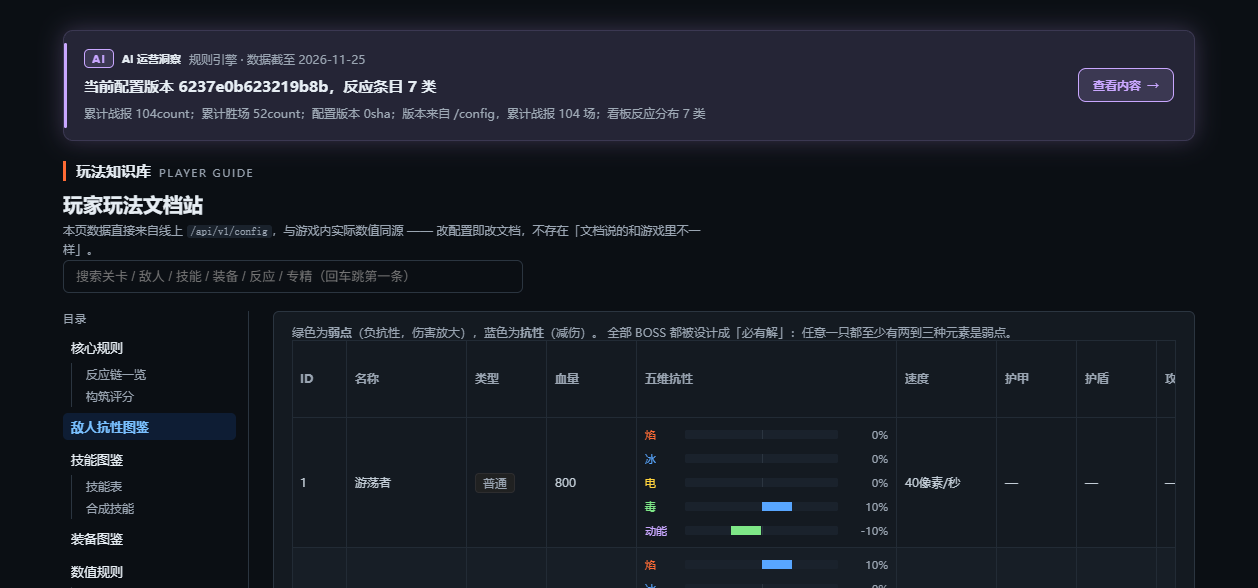 AI AI 运营洞察 规则引擎 · 数据截至 2026-11-25
当前配置版本 6237e0b623219b8b，反应条目 7 类
累计战报 104count；累计胜场 52count；配置版本 0sha；版本来自 /config，累计战报 104 场；看板反应分布 7 类
查看内容 →
玩法知识库 PLAYER GUIDE
玩家玩法文档站
本页数据直接来自线上 /api/v1/config，与游戏内实际数值同源 —— 改配置即改文档，不存在「文档说的和游戏里不一
样」。
搜索关卡 / 敌人 / 技能 / 装备 / 反应 / 专精（回车跳第一条）
目录
核心规则
反应链一览
构筑评分
敌人抗性图鉴
技能图鉴
技能表
合成技能
装备图鉴
数值规则
绿色为弱点（负抗性，伤害放大），蓝色为抗性（减伤）。 全部 BOSS 都被设计成「必有解」：任意一只都至少有两到三种元素是弱点。
ID 名称 类型 血量 五维抗性 速度 护甲 护盾 攻
1 游荡者 普通 800
焰 0%
冰 0%
电 0%
毒 10%
动能 -10%
40像素/秒 — — —
焰 10%